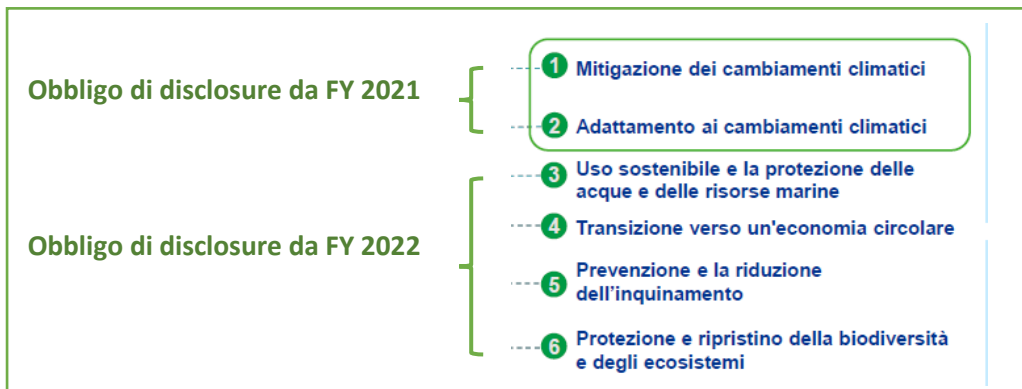 Obbligo di disclosure da FY 2021
1 Mitigazione dei cambiamenti climatici
2 Adattamento ai cambiamenti climatici
Obbligo di disclosure da FY 2022
3 Uso sostenibile e la protezione delle
acque e delle risorse marine
4 Transizione verso un'economia circolare
5 Prevenzione e la riduzione
dell’inquinamento
6 Protezione e ripristino della biodiversità
e degli ecosistemi